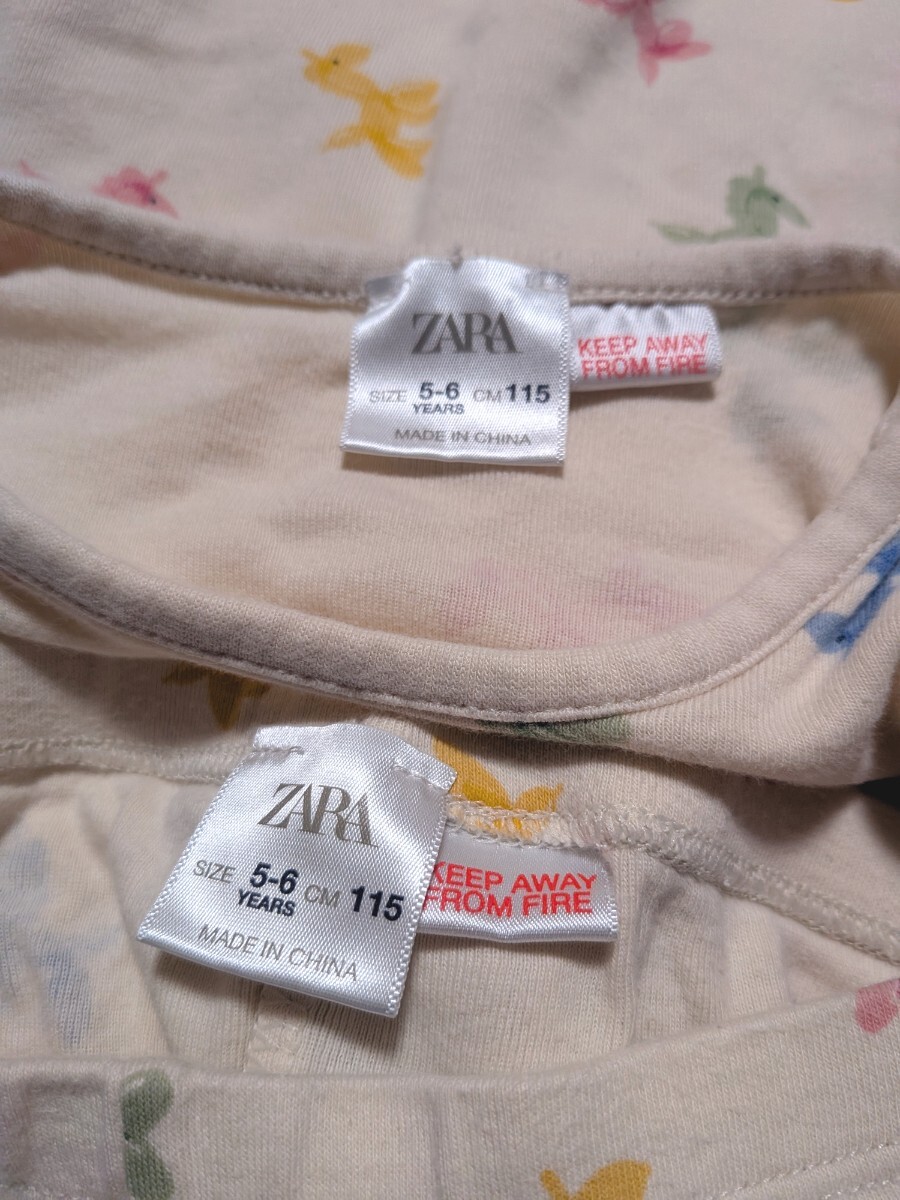 ZARA
SIZE 5-6 CM 115
YEARS
MADE IN CHINA
KEEP AWAY
FROM FIRE
ZARA
SIZE 5-6 CM 115
YEARS
MADE IN CHINA
KEEP AWAY
FROM FIRE